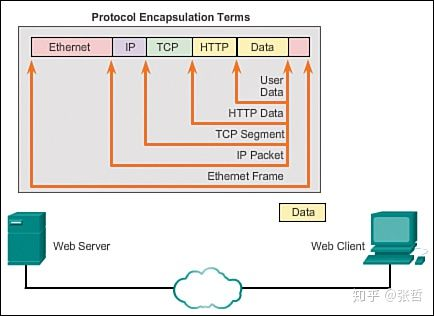 Protocol Encapsulation Terms
Ethernet IP TCP HTTP Data
User
Data
HTTP Data
TCP Segment
IP Packet
Ethernet Frame
Data
Web Server
Web Client
知乎 @张哲